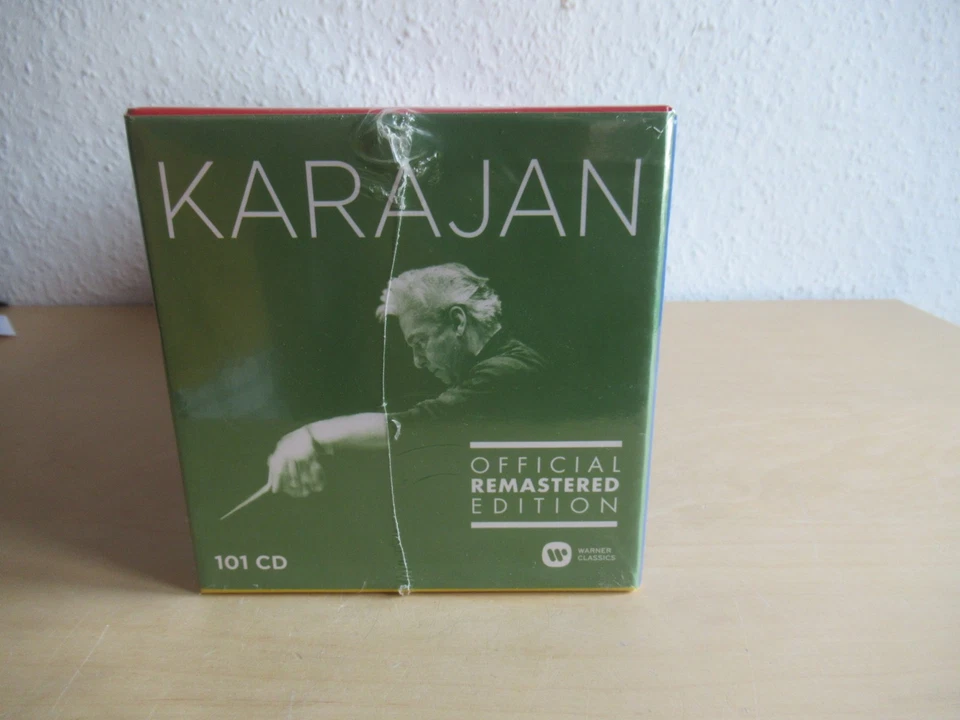 KARAJAN
OFFICIAL
REMASTERED
EDITION
101 CD
WARNER
CLASSICS